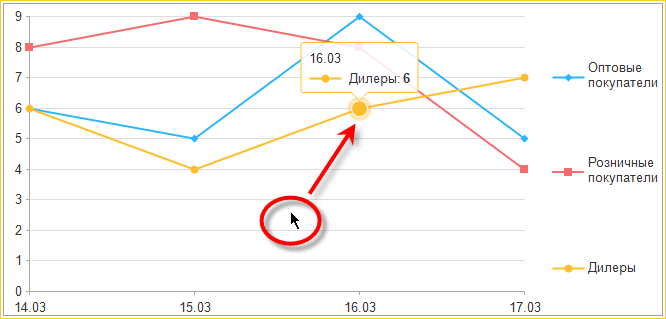 9
8
7
6
5
4
3
2
1
0
14.03
15.03
16.03
17.03
16.03
Дилеры: 6
Оптовые
покупатели
Розничные
покупатели
Дилеры